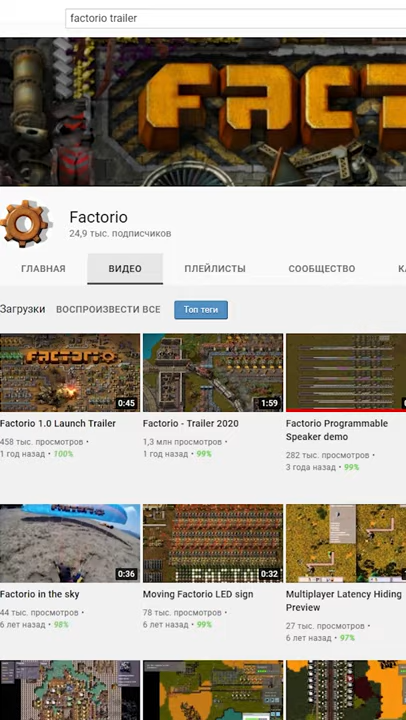 factorio trailer
FACT
Factorio
24,9 тыс. подписчиков
ГЛАВНАЯ ВИДЕО ПЛЕЙЛИСТЫ СООБЩЕСТВО КА
Загрузки ВОСПРОИЗВЕСТИ ВСЕ Топ теги
FACTORIO
0:45 1:59
Factorio 1.0 Launch Trailer
458 тыс. просмотров •
1 год назад • 100%
Factorio - Trailer 2020
1,3 млн просмотров •
1 год назад • 99%
Factorio Programmable
Speaker demo
282 тыс. просмотров •
3 года назад • 99%
0:36 0:32
Factorio in the sky
44 тыс. просмотров •
6 лет назад • 98%
Moving Factorio LED sign
78 тыс. просмотров •
6 лет назад • 99%
Multiplayer Latency Hiding
Preview
27 тыс. просмотров •
6 лет назад • 97%